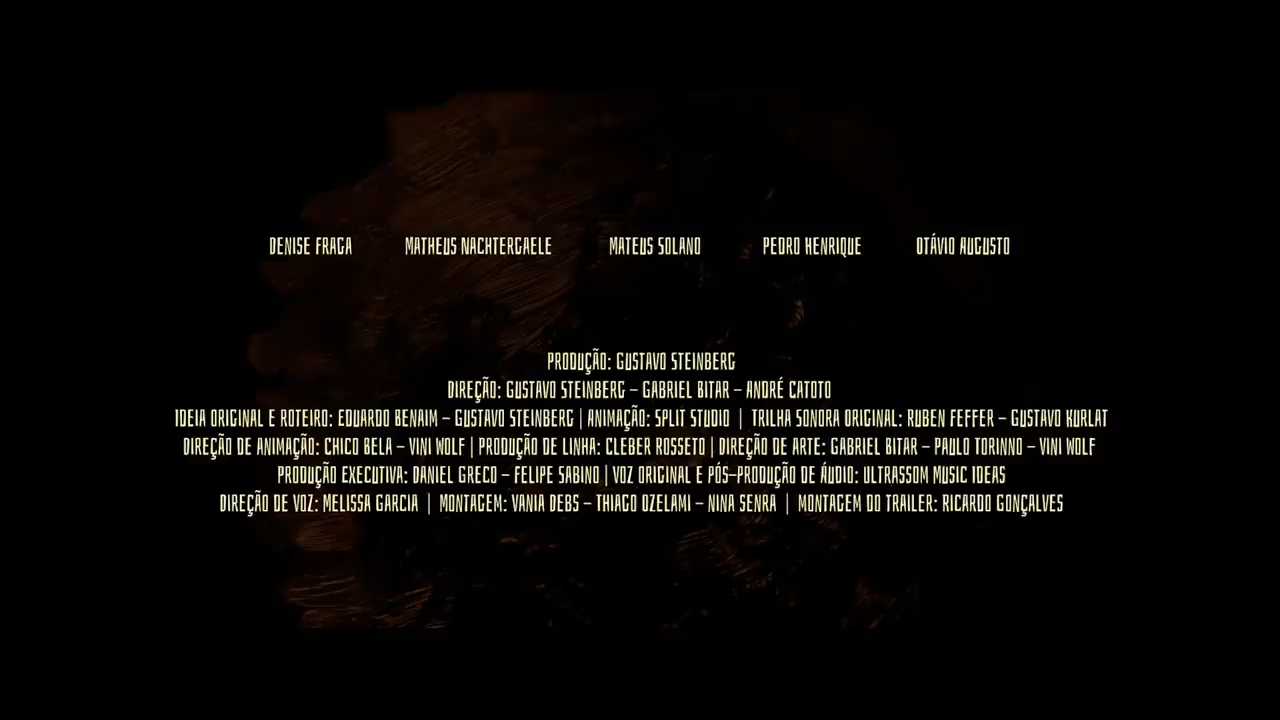 DENISE FRAGA MATHEUS NACHTERGAELE MATEUS SOLANO PEDRO HENRIQUE OTÁVIO AUGUSTO
PRODUÇÃO: GUSTAVO STEINBERG
DIREÇÃO: GUSTAVO STEINBERG – GABRIEL BITAR – ANDRÉ CATOTO
IDEIA ORIGINAL E ROTEIRO: EDUARDO BENAIM – GUSTAVO STEINBERG | ANIMAÇÃO: SPLIT STUDIO | TRILHA SONORA ORIGINAL: RUBEN FEFFER – GUSTAVO KURLAT
DIREÇÃO DE ANIMAÇÃO: CHICO BELA – VINI WOLF | PRODUÇÃO DE LINHA: CLEBER ROSSETO | DIREÇÃO DE ARTE: GABRIEL BITAR – PAULO TORINNO – VINI WOLF
PRODUÇÃO EXECUTIVA: DANIEL GRECO – FELIPE SABINO | VOZ ORIGINAL E PÓS–PRODUÇÃO DE ÁUDIO: ULTRASSOM MUSIC IDEAS
DIREÇÃO DE VOZ: MELISSA GARCIA | MONTAGEM: VANIA DEBS – THIAGO OZELAMI – NINA SENRA | MONTAGEM DO TRAILER: RICARDO GONÇALVES